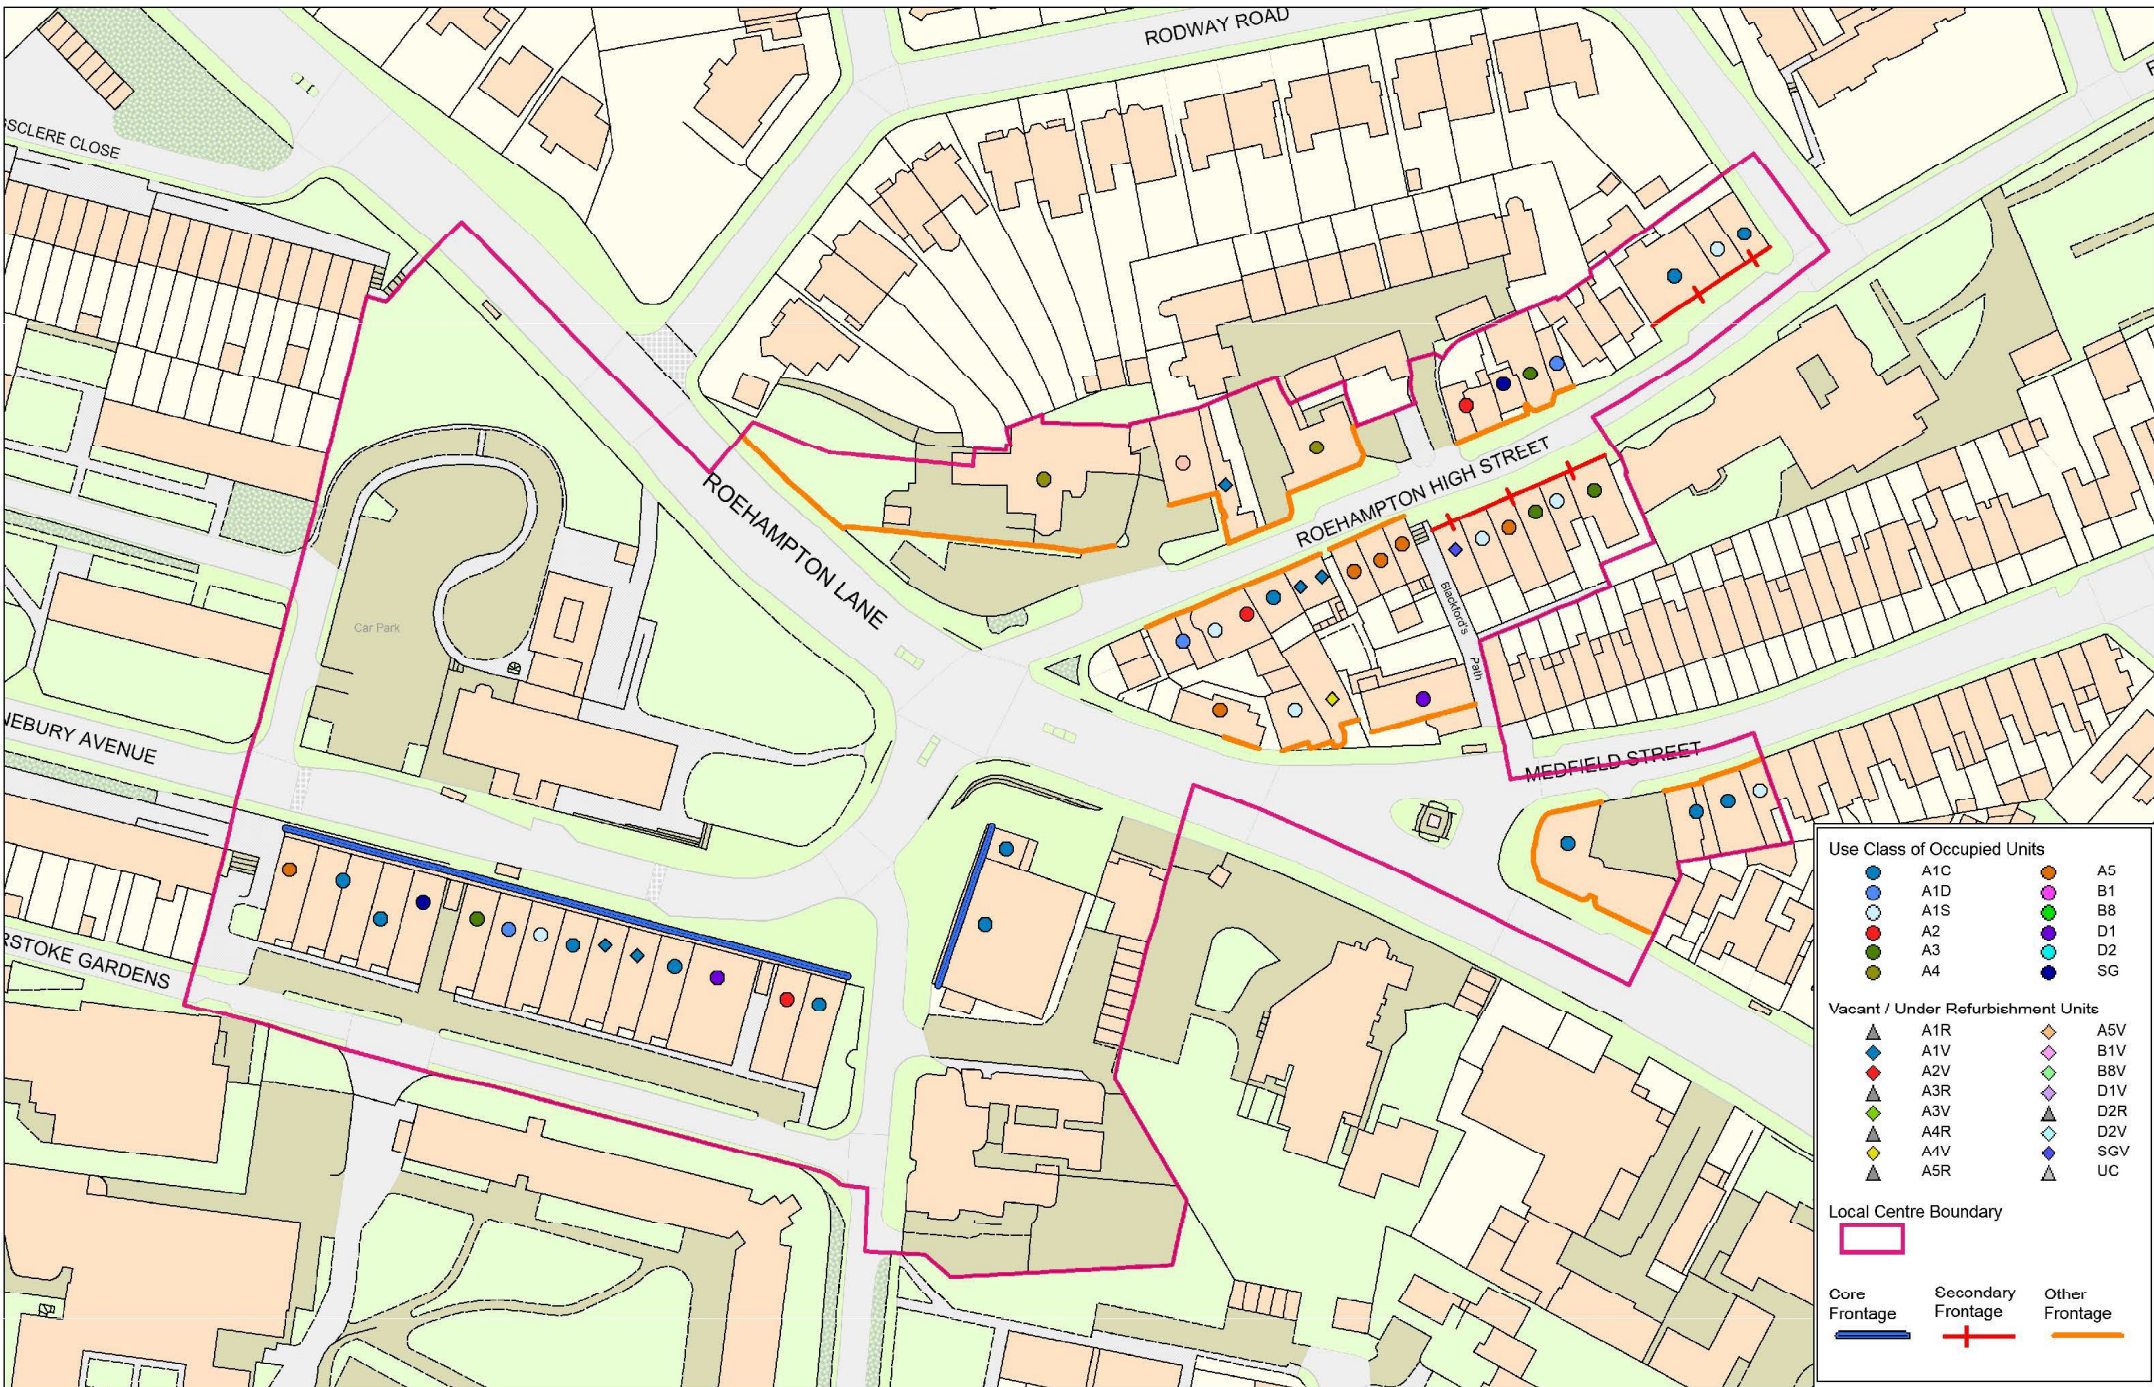 RODWAY ROAD
SCLERE CLOSE
ROEHAMPTON LANE
ROEHAMPTON HIGH STREET
Blackford's
Path
Car Park
NEBURY AVENUE
MEDFIELD STREET
RSTOKE GARDENS
Use Class of Occupied Units
A1C
A1D
A1S
A2
A3
A4
A5
B1
B8
D1
D2
SG
Vacant / Under Refurbishment Units
A1R
A1V
A2V
A3R
A3V
A4R
A4V
A5R
A5V
B1V
B8V
D1V
D2R
D2V
SGV
UC
Local Centre Boundary
Core
Frontage
Secondary
Frontage
Other
Frontage